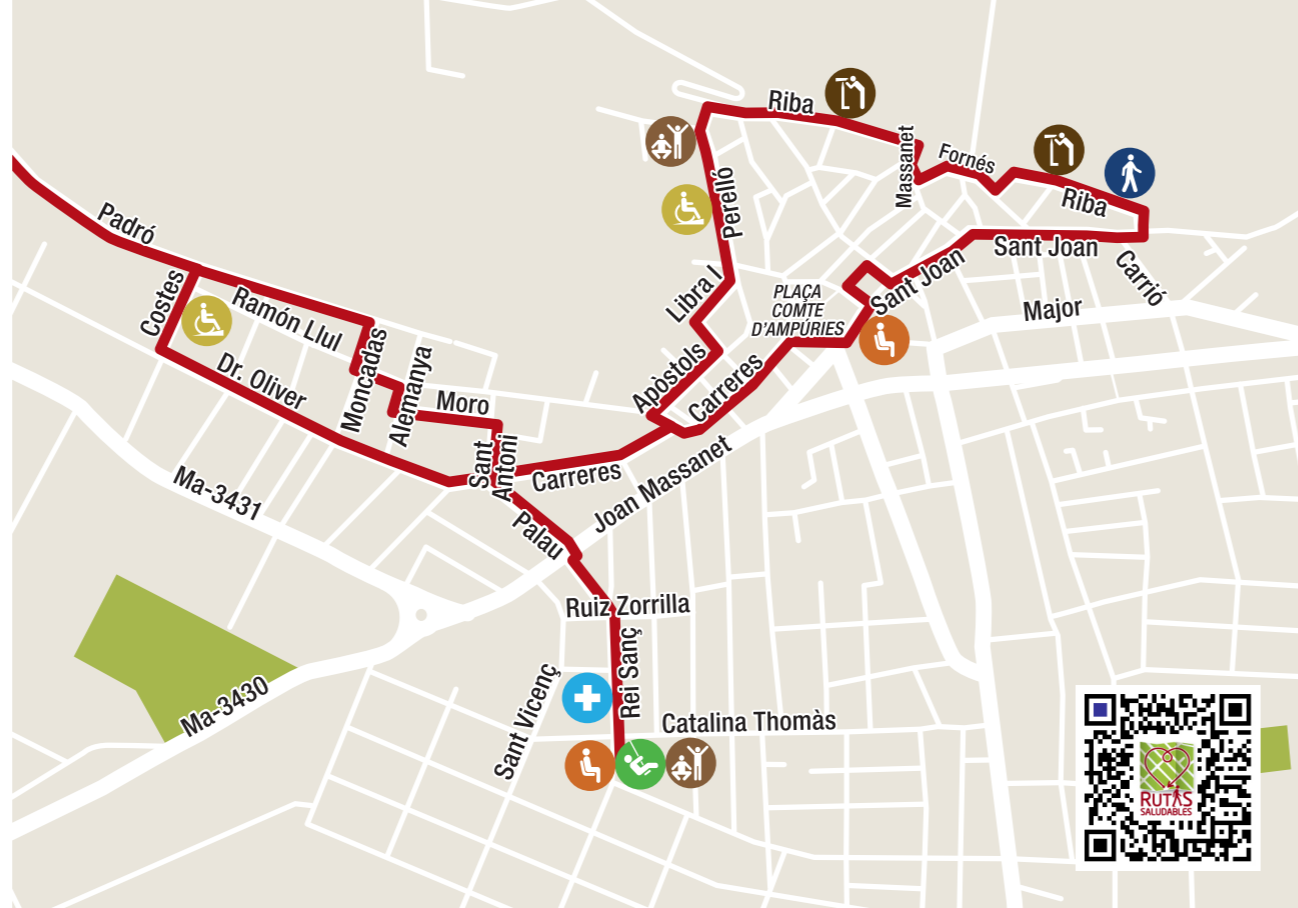 Riba
Massanet
Fornés
Riba
Perelló
Padró
Sant Joan
Carrió
Sant Joan
Costes
Ramón Llul
Libra I
PLAÇA
COMTE
D'AMPÚRIES
Major
Moncadas
Dr. Oliver
Alemanya
Apòstols
Carreres
Moro
Sant
Antoni
Carreres
Joan Massanet
Ma-3431
Palau
Ruiz Zorrilla
Rei Sanç
Ma-3430
Sant Vicenç
Catalina Thomàs
RUTAS
SALUDABLES